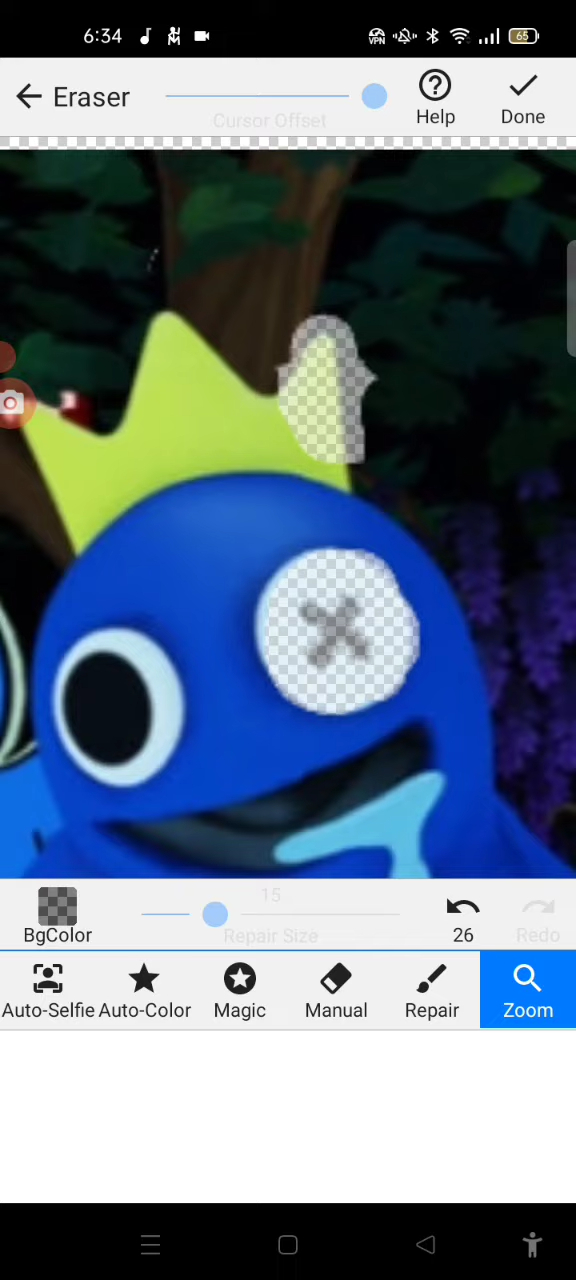 6:34
VPN
65
Eraser
Cursor Offset
Help
Done
15
BgColor
Repair Size
26
Redo
Auto-Selfie
Auto-Color
Magic
Manual
Repair
Zoom